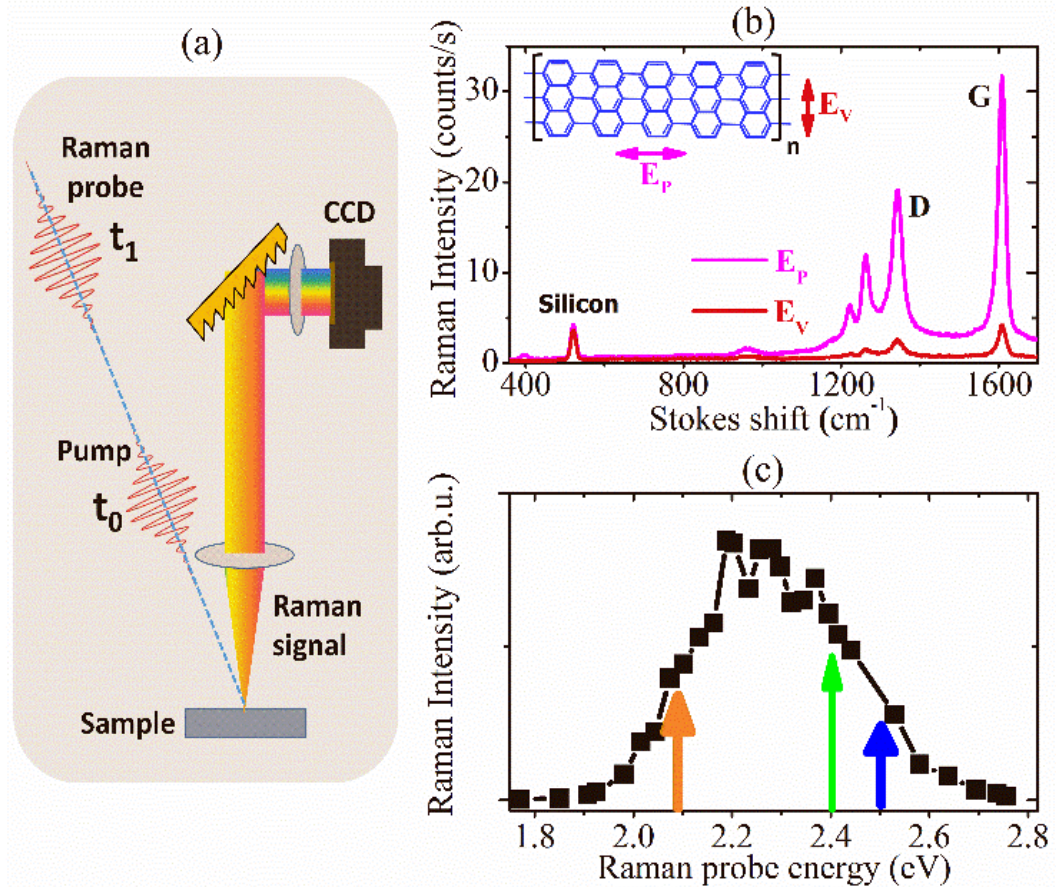 (a)
Raman
probe
t1
CCD
Pump
t0
Raman
signal
Sample
(b)
Raman Intensity (counts/s)
30
20
10
0
n
EV
EP
G
D
EP
EV
Silicon
400 800 1200 1600
Stokes shift (cm-1)
(c)
Raman Intensity (arb.u.)
1.8 2.0 2.2 2.4 2.6 2.8
Raman probe energy (eV)